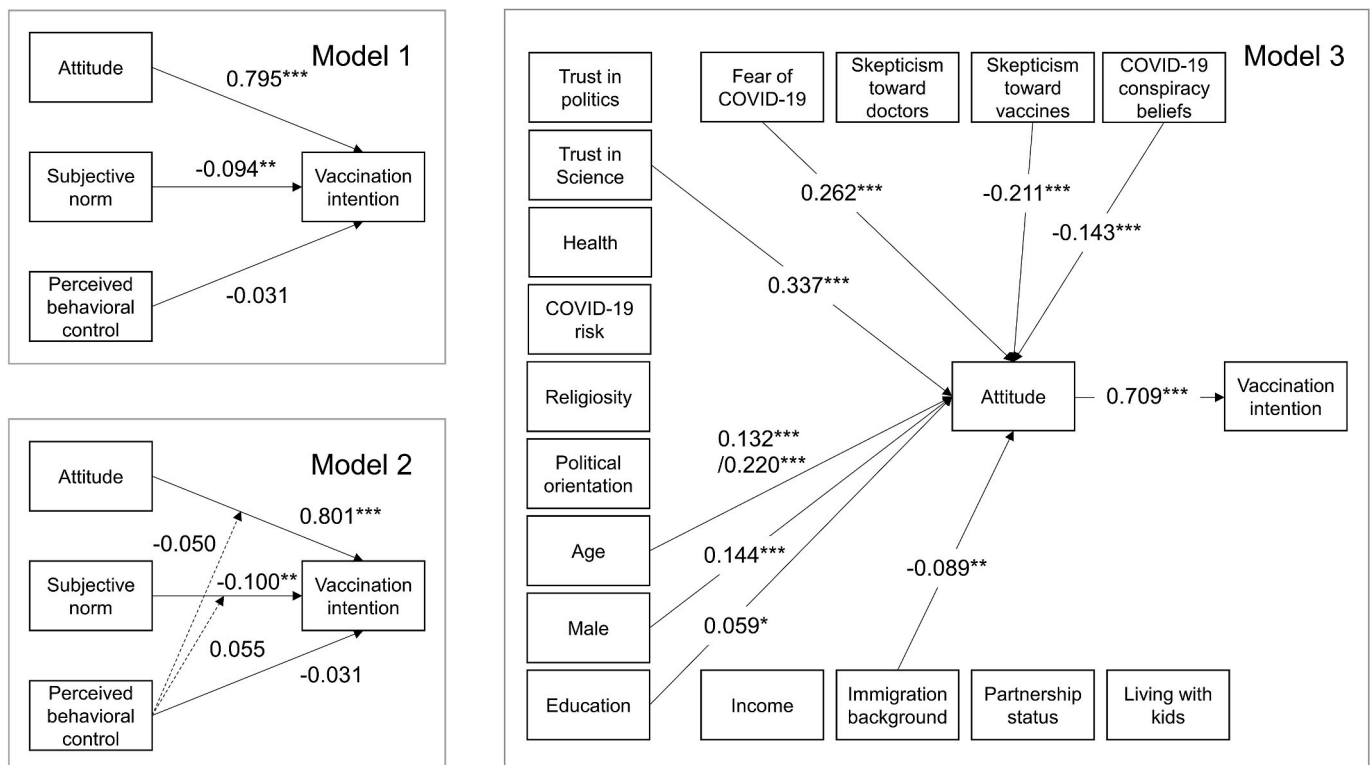 Model 1
Attitude
0.795***
Subjective
norm
-0.094**
Vaccination
intention
Perceived
behavioral
control
-0.031
Model 2
Attitude
0.801***
-0.050
Subjective
norm
-0.100**
Vaccination
intention
0.055
-0.031
Perceived
behavioral
control
Model 3
Trust in
politics
Fear of
COVID-19
Skepticism
toward
doctors
Skepticism
toward
vaccines
COVID-19
conspiracy
beliefs
Trust in
Science
0.262***
-0.211***
-0.143***
Health
0.337***
COVID-19
risk
Religiosity
Attitude
0.709***
Vaccination
intention
0.132***
/0.220***
Political
orientation
Age
0.144***
-0.089**
Male
0.059*
Education
Income
Immigration
background
Partnership
status
Living with
kids